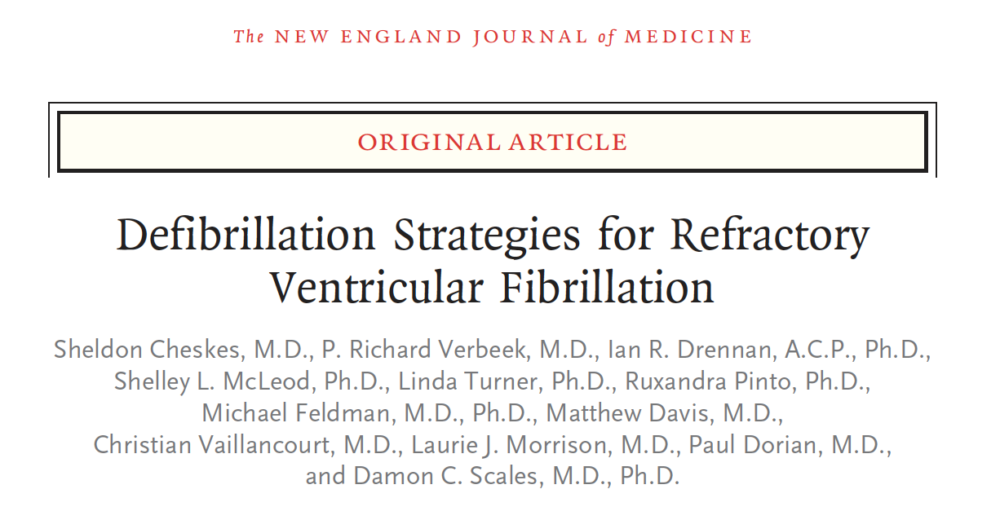 The NEW ENGLAND JOURNAL of MEDICINE
ORIGINAL ARTICLE
Defibrillation Strategies for Refractory
Ventricular Fibrillation
Sheldon Cheskes, M.D., P. Richard Verbeek, M.D., Ian R. Drennan, A.C.P., Ph.D.,
Shelley L. McLeod, Ph.D., Linda Turner, Ph.D., Ruxandra Pinto, Ph.D.,
Michael Feldman, M.D., Ph.D., Matthew Davis, M.D.,
Christian Vaillancourt, M.D., Laurie J. Morrison, M.D., Paul Dorian, M.D.,
and Damon C. Scales, M.D., Ph.D.